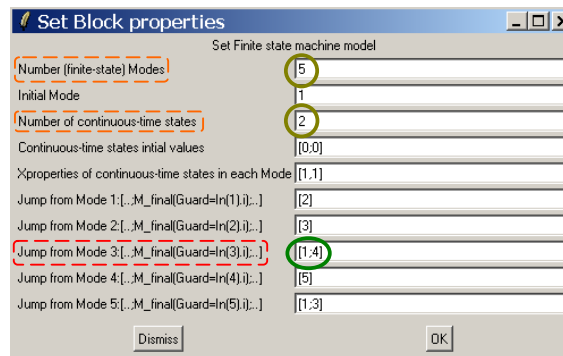 Set Block properties
Set Finite state machine model
Number (finite-state) Modes 5
Initial Mode 1
Number of continuous-time states 2
Continuous-time states intial values [0;0]
Xproperties of continuous-time states in each Mode [1,1]
Jump from Mode 1:[..;M_final(Guard=In(1).i);..] [2]
Jump from Mode 2:[..;M_final(Guard=In(2).i);..] [3]
Jump from Mode 3:[..;M_final(Guard=In(3).i);..] [1;4]
Jump from Mode 4:[..;M_final(Guard=In(4).i);..] [5]
Jump from Mode 5:[..;M_final(Guard=In(5).i);..] [1;3]
Dismiss OK